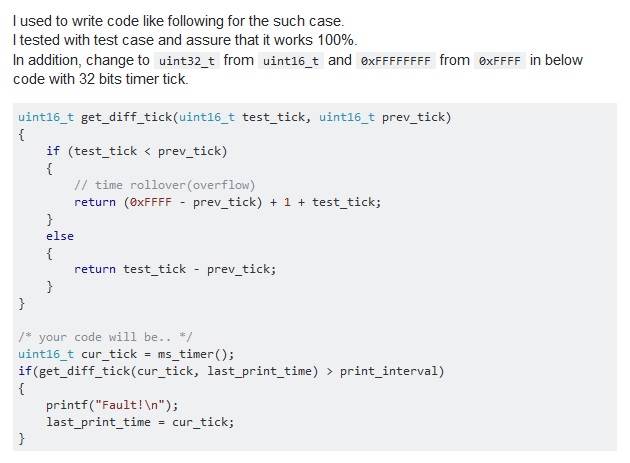 I used to write code like following for the such case.
I tested with test case and assure that it works 100%.
In addition, change to uint32_t from uint16_t and 0xFFFFFFFF from 0xFFFF in below
code with 32 bits timer tick.
uint16_t get_diff_tick(uint16_t test_tick, uint16_t prev_tick)
{
    if (test_tick < prev_tick)
    {
        // time rollover(overflow)
        return (0xFFFF - prev_tick) + 1 + test_tick;
    }
    else
    {
        return test_tick - prev_tick;
    }
}
/* your code will be.. */
uint16_t cur_tick = ms_timer();
if(get_diff_tick(cur_tick, last_print_time) > print_interval)
{
    printf("Fault!\n");
    last_print_time = cur_tick;
}